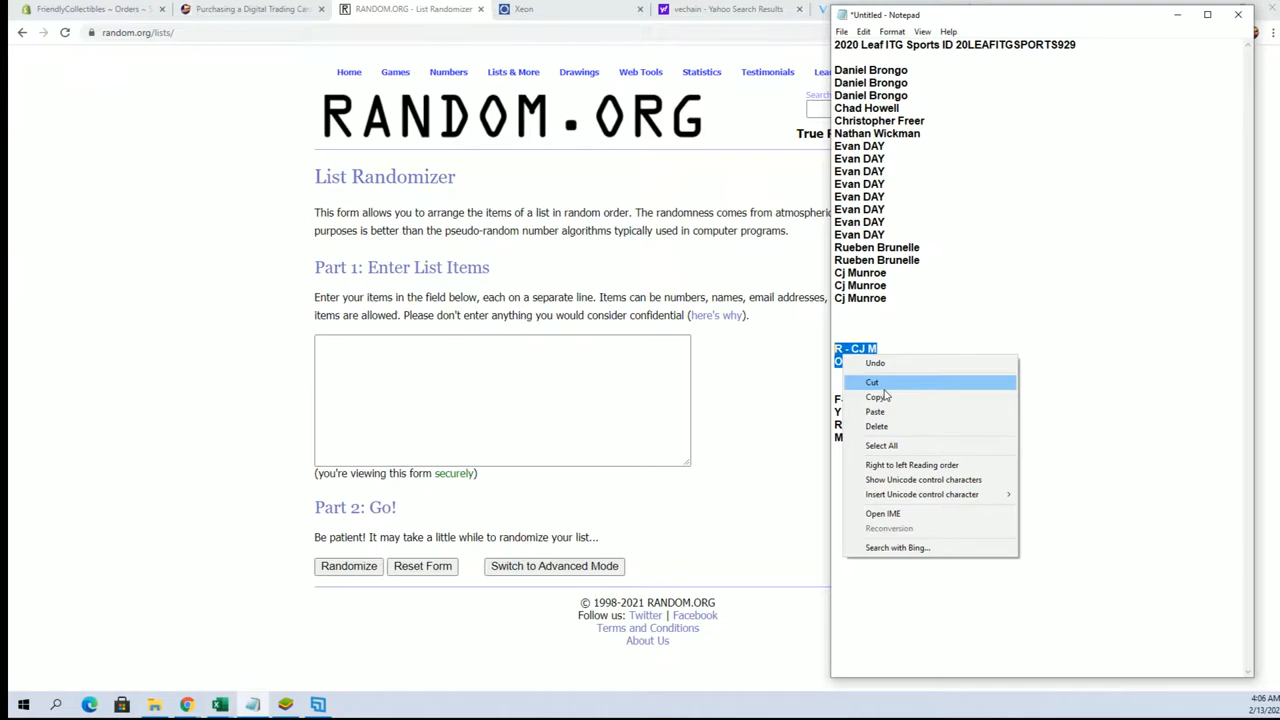 FriendlyCollectibles ~ Orders ~ S
Purchasing a Digital Trading Car
RANDOM.ORG - List Randomizer
Xeon
vechain - Yahoo Search Results
random.org/lists/
Home Games Numbers Lists & More Drawings Web Tools Statistics Testimonials
RANDOM.ORG
Search
List Randomizer
This form allows you to arrange the items of a list in random order. The randomness comes from atmospheric
purposes is better than the pseudo-random number algorithms typically used in computer programs.
Part 1: Enter List Items
Enter your items in the field below, each on a separate line. Items can be numbers, names, email addresses,
items are allowed. Please don't enter anything you would consider confidential (here's why).
(you're viewing this form securely)
Part 2: Go!
Be patient! It may take a little while to randomize your list...
Randomize Reset Form Switch to Advanced Mode
© 1998-2021 RANDOM.ORG
Follow us: Twitter | Facebook
Terms and Conditions
About Us
*Untitled - Notepad
File Edit Format View Help
2020 Leaf ITG Sports ID 20LEAFITGSPORTS929
Daniel Brongo
Daniel Brongo
Daniel Brongo
Chad Howell
Christopher Freer
Nathan Wickman
Evan DAY
Evan DAY
Evan DAY
Evan DAY
Evan DAY
Evan DAY
Evan DAY
Evan DAY
Rueben Brunelle
Rueben Brunelle
Cj Munroe
Cj Munroe
Cj Munroe
R - CJ M
O
F-
Y
R
M
Undo
Cut
Copy
Paste
Delete
Select All
Right to left Reading order
Show Unicode control characters
Insert Unicode control character
Open IME
Reconversion
Search with Bing...
4:06 AM
2/13/202